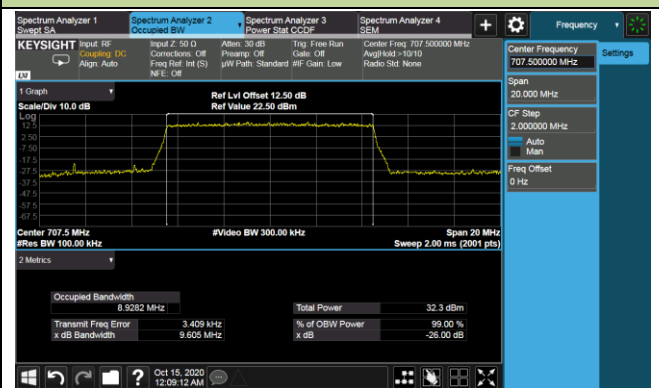 Spectrum Analyzer 1
Swept SA
Spectrum Analyzer 2
Occupied BW
Spectrum Analyzer 3
Power Stat CCDF
Spectrum Analyzer 4
SEM
Frequency
KEYSIGHT
Input: RF
Coupling: DC
Align: Auto
Input Z: 50 Ω
Corrections: Off
Freq Ref: Int (S)
NFE: Off
Atten: 30 dB
Preamp: Off
µW Path: Standard
Trig: Free Run
Gate: Off
#IF Gain: Low
Center Freq: 707.500000 MHz
Avg|Hold:>10/10
Radio Std: None
LXI
1 Graph
Scale/Div 10.0 dB
Ref Lvl Offset 12.50 dB
Ref Value 22.50 dBm
Log
12.5
2.50
-7.50
-17.5
-27.5
-37.5
-47.5
-57.5
-67.5
Center 707.5 MHz
#Res BW 100.00 kHz
#Video BW 300.00 kHz
Span 20 MHz
Sweep 2.00 ms (2001 pts)
2 Metrics
Occupied Bandwidth
8.9282 MHz
Total Power
32.3 dBm
Transmit Freq Error
3.409 kHz
% of OBW Power
99.00 %
x dB Bandwidth
9.605 MHz
x dB
-26.00 dB
Center Frequency
707.500000 MHz
Settings
Span
20.000 MHz
CF Step
2.000000 MHz
Auto
Man
Freq Offset
0 Hz
Oct 15, 2020
12:09:12 AM